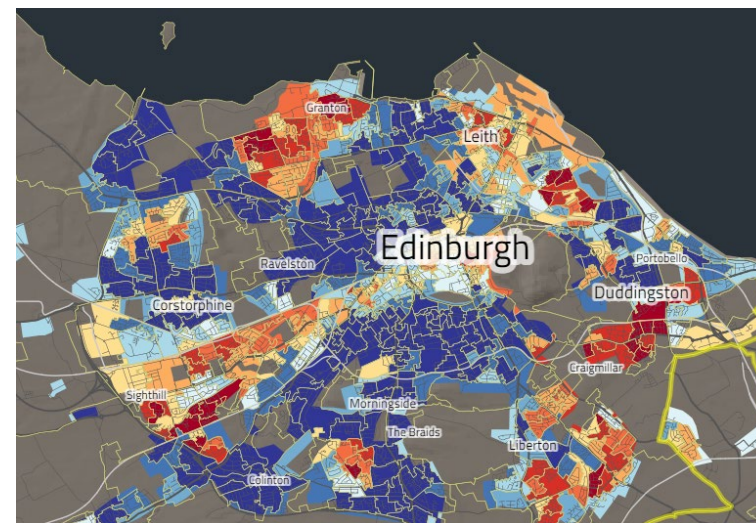 Granton
Leith
Edinburgh
Portobello
Ravelston
Duddingston
Corstorphine
Craigmillar
Sighthill
Morningside
The Braids
Liberton
Colinton